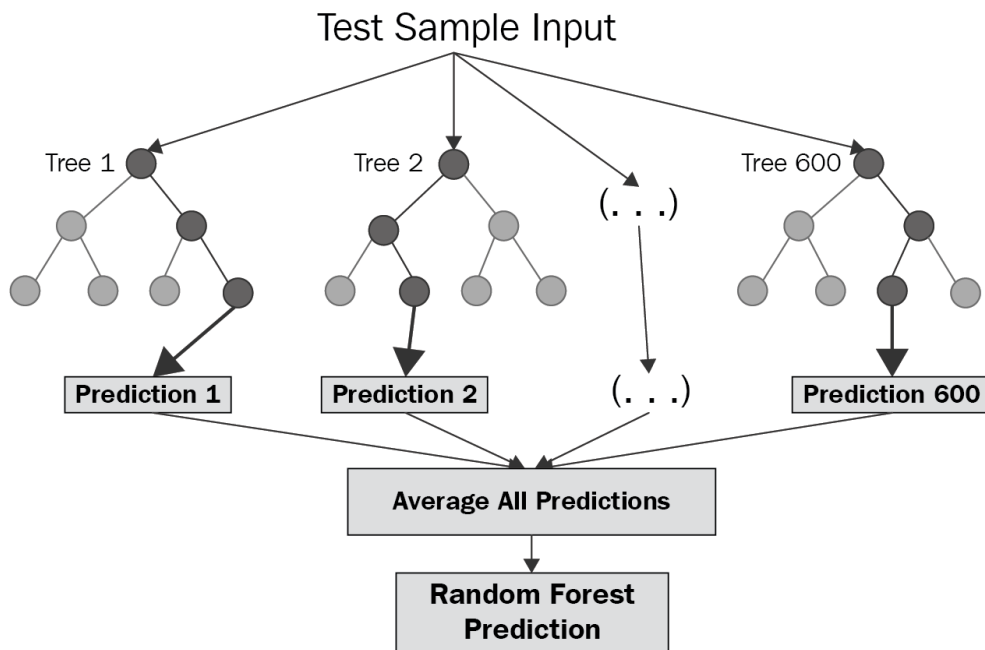 Test Sample Input
Tree 1
Tree 2
Tree 600
(. . .)
Prediction 1
Prediction 2
(. . .)
Prediction 600
Average All Predictions
Random Forest
Prediction